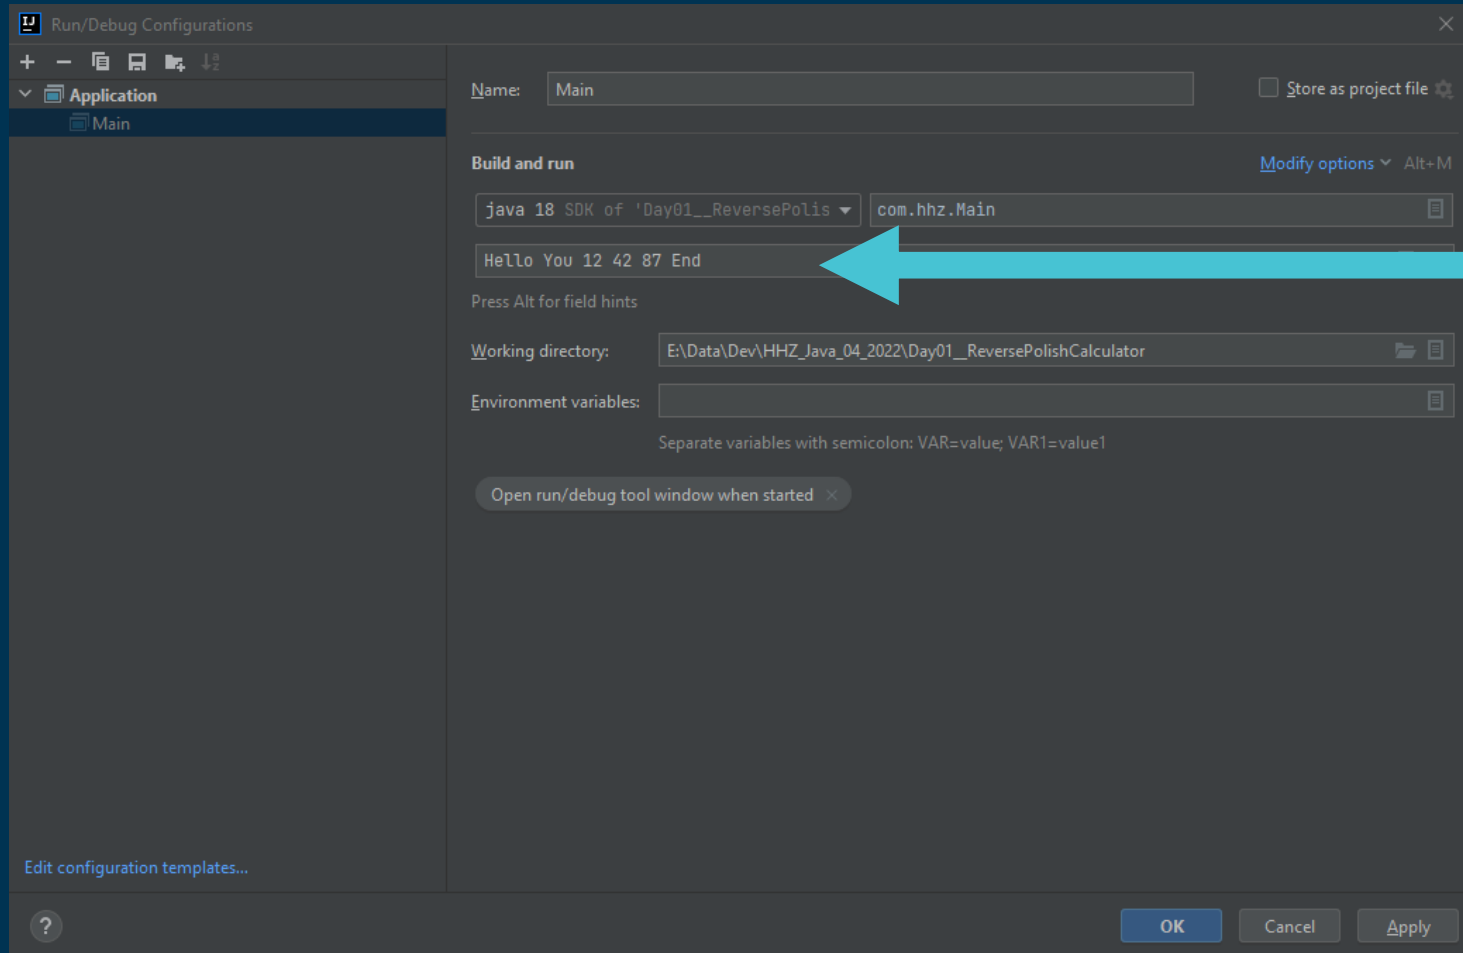 IJ Run/Debug Configurations
Application
Main
Name: Main
Store as project file
Build and run
Modify options Alt+M
java 18 SDK of 'Day01__ReversePolis
com.hhz.Main
Hello You 12 42 87 End
Press Alt for field hints
Working directory: E:\Data\Dev\HHZ_Java_04_2022\Day01__ReversePolishCalculator
Environment variables:
Separate variables with semicolon: VAR=value; VAR1=value1
Open run/debug tool window when started
Edit configuration templates...
?
OK Cancel Apply